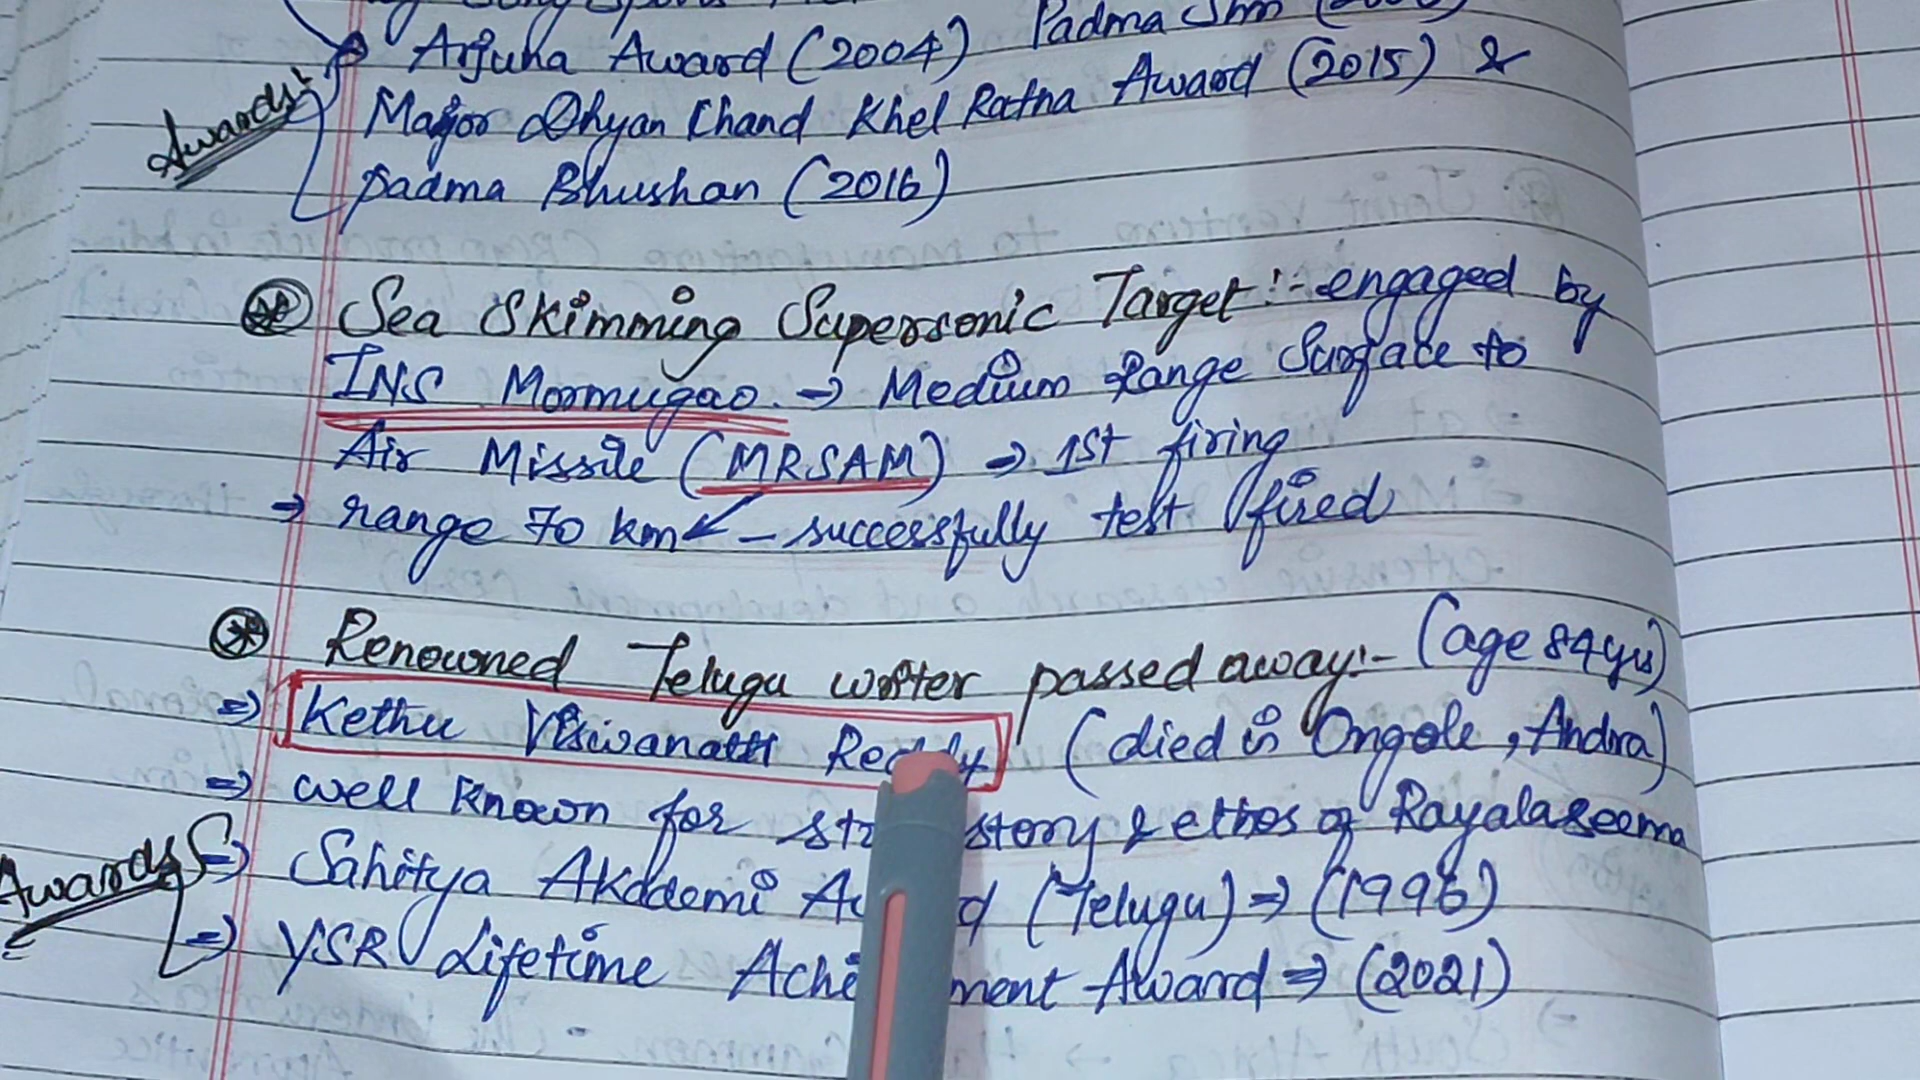 Arjuna Award (2004) Padma Shri
Awards:
Major Dhyan Chand Khel Ratna Award (2015) &
Padma Bhushan (2016)
Sea Skimming Supersonic Target :- engaged by
INS Mormugao. → Medium Range Surface to
Air Missile (MRSAM) → 1st firing
→ range 70 km ← – successfully test fired
Renowned Telugu writer passed away:- (age 84yrs)
⇒ Kethu Viswanath Reddy (died in Ongole, Andra)
⇒ well known for story & ethos of Rayalaseema
Awards
⇒ Sahitya Akademi (Telugu) ⇒ (1996)
⇒ YSR Lifetime Award ⇒ (2021)